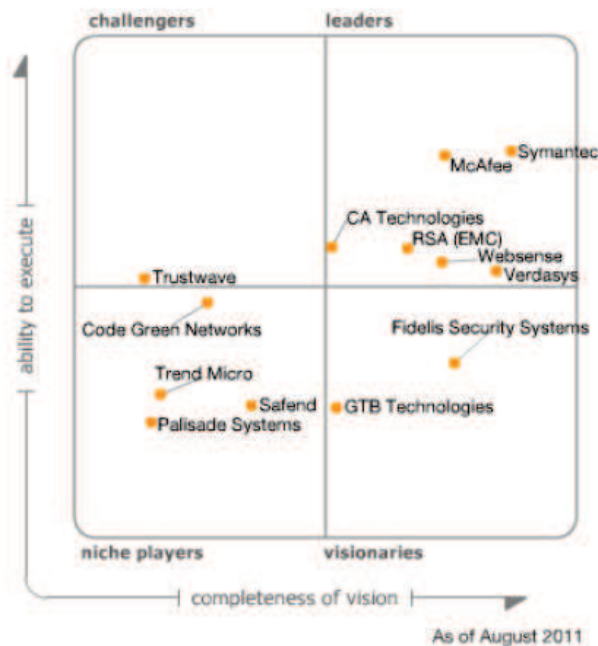 challengers
leaders
Symantec
McAfee
CA Technologies
RSA (EMC)
Websense
Verdasys
Trustwave
Code Green Networks
Fidelis Security Systems
Trend Micro
Safend
GTB Technologies
Palisade Systems
ability to execute
niche players
visionaries
completeness of vision
As of August 2011